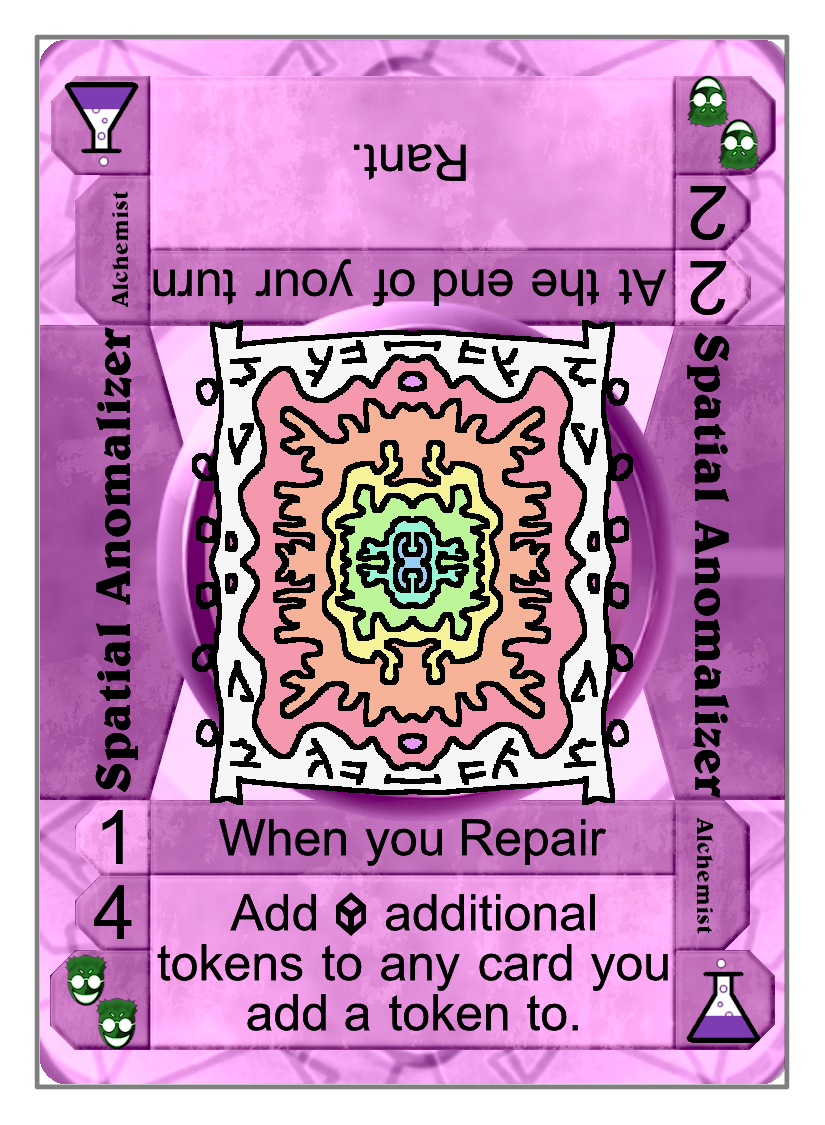 Rant.
At the end of your turn
2
2
Alchemist
Spatial Anomalizer
Spatial Anomalizer
1
When you Repair
4
Add additional
tokens to any card you
add a token to.
Alchemist